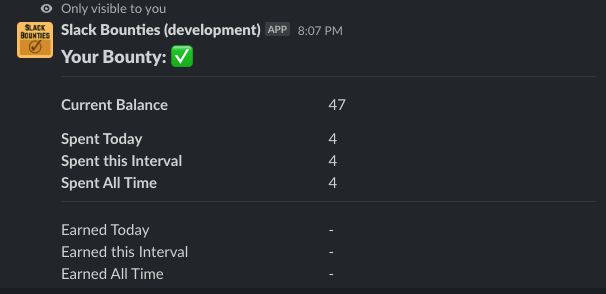 Only visible to you
SLACK
BOUNTIES
Slack Bounties (development) APP 8:07 PM
Your Bounty: ✅
Current Balance 47
Spent Today 4
Spent this Interval 4
Spent All Time 4
Earned Today -
Earned this Interval -
Earned All Time -